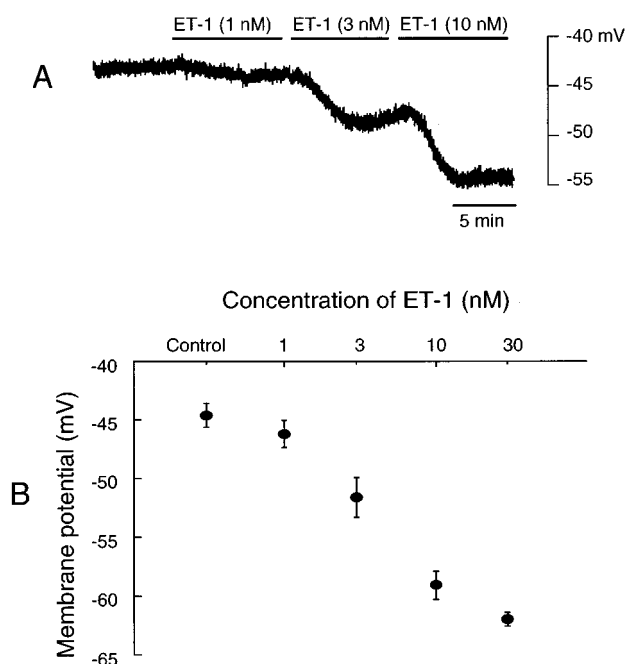 ET-1 (1 nM) ET-1 (3 nM) ET-1 (10 nM)
-40 mV
A
-45
-50
-55
5 min
Concentration of ET-1 (nM)
Control 1 3 10 30
-40
-45
-50
-55
-60
-65
Membrane potential (mV)
B